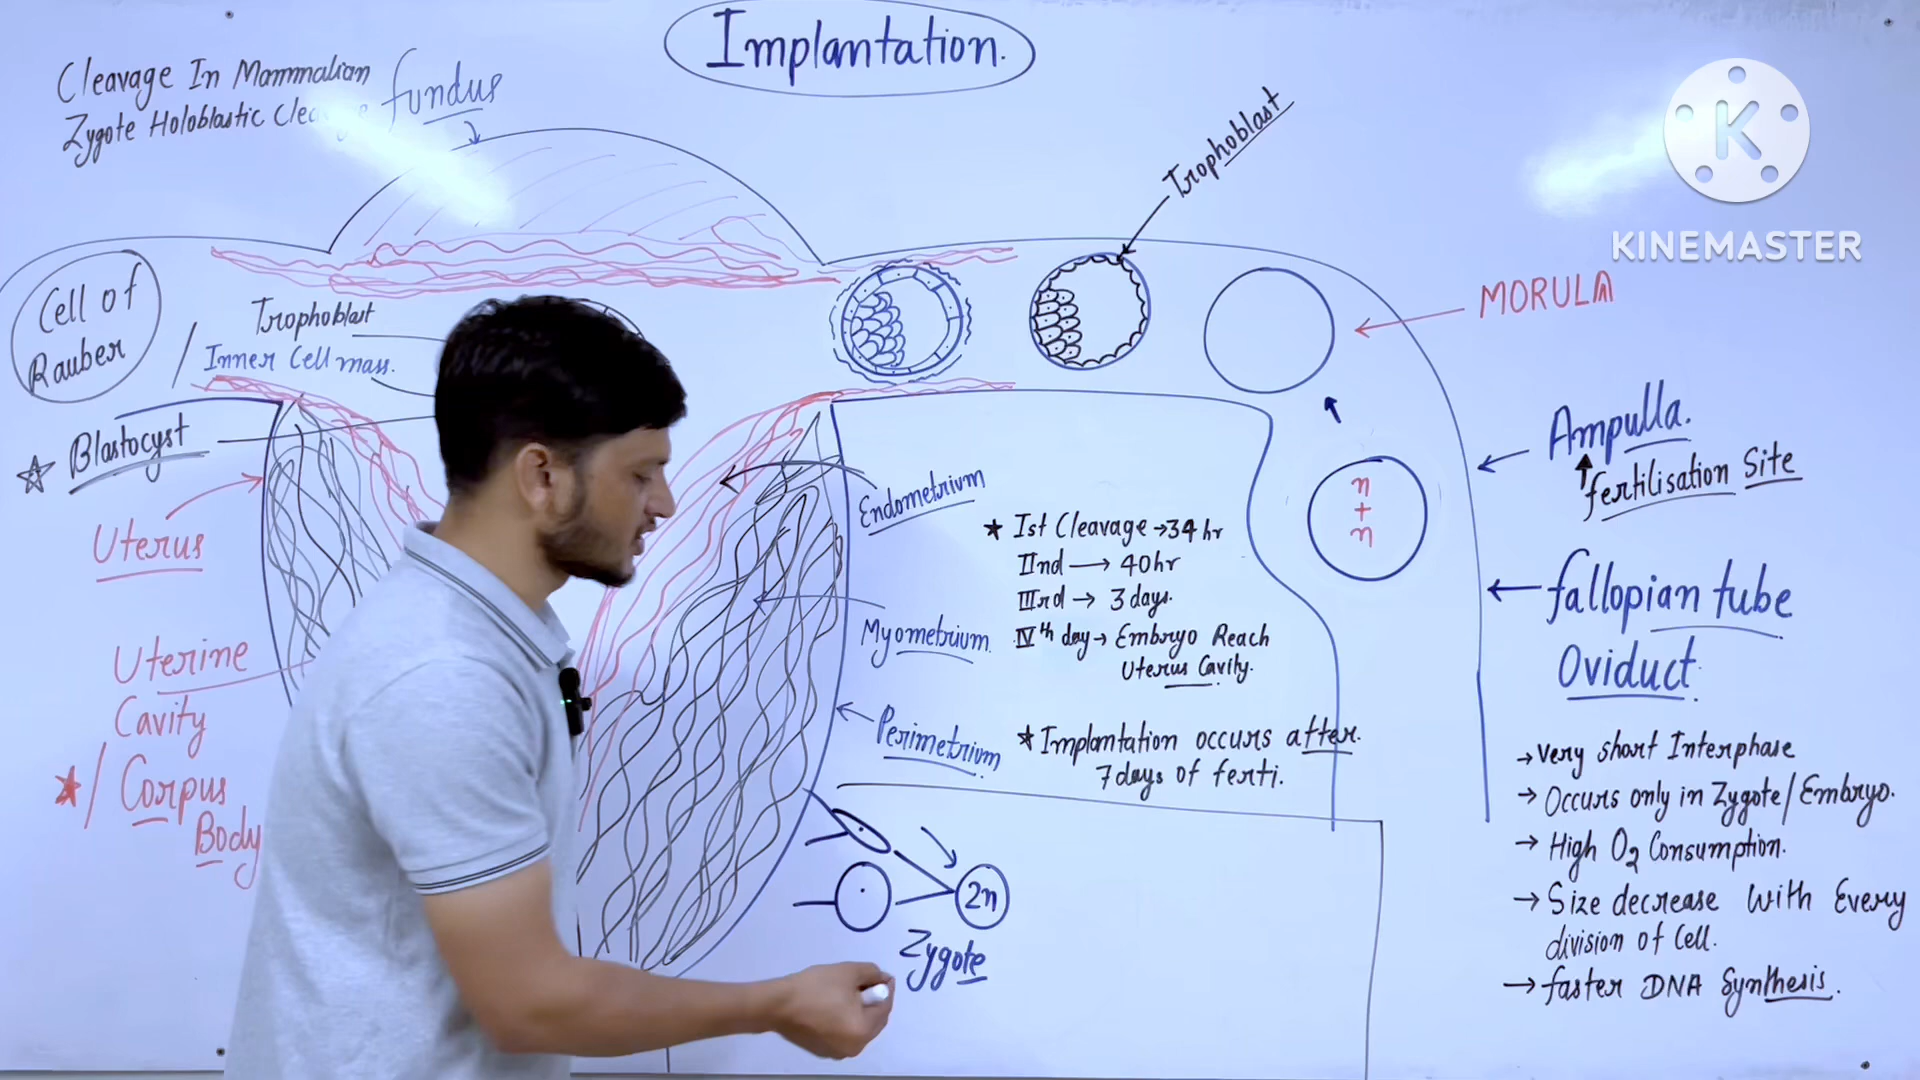 Implantation.
Cleavage In Mammalian
Zygote Holoblastic
fundus
Trophoblast
KINEMASTER
MORULA
Cell of
Rauber
Trophoblast
/ Inner Cell mass.
Blastocyst
Uterus
Uterine
Cavity
/ Corpus
Body
Endometrium
Myometrium
Perimetrium
Ist Cleavage → 34 hr
IInd → 40hr
IIIrd → 3 days.
IVth day → Embryo Reach
Uterus Cavity.
Implantation occurs after
7 days of ferti.
2n
Zygote
n
+
n
Ampulla.
fertilisation Site
fallopian tube
Oviduct
→ Very short Interphase
→ Occurs only in Zygote/Embryo.
→ High O2 Consumption.
→ Size decrease With Every
division of Cell.
→ faster DNA Synthesis.